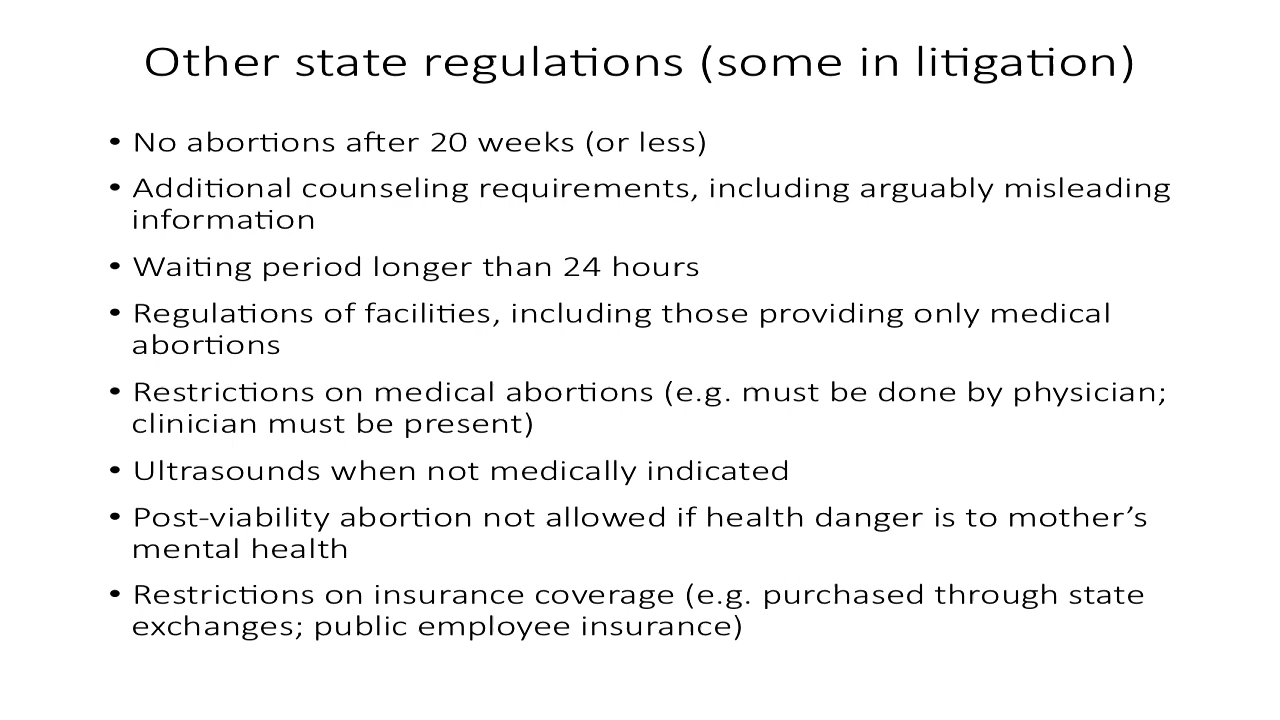 Other state regulations (some in litigation)
• No abortions after 20 weeks (or less)
• Additional counseling requirements, including arguably misleading
information
• Waiting period longer than 24 hours
• Regulations of facilities, including those providing only medical
abortions
• Restrictions on medical abortions (e.g. must be done by physician;
clinician must be present)
• Ultrasounds when not medically indicated
• Post-viability abortion not allowed if health danger is to mother’s
mental health
• Restrictions on insurance coverage (e.g. purchased through state
exchanges; public employee insurance)